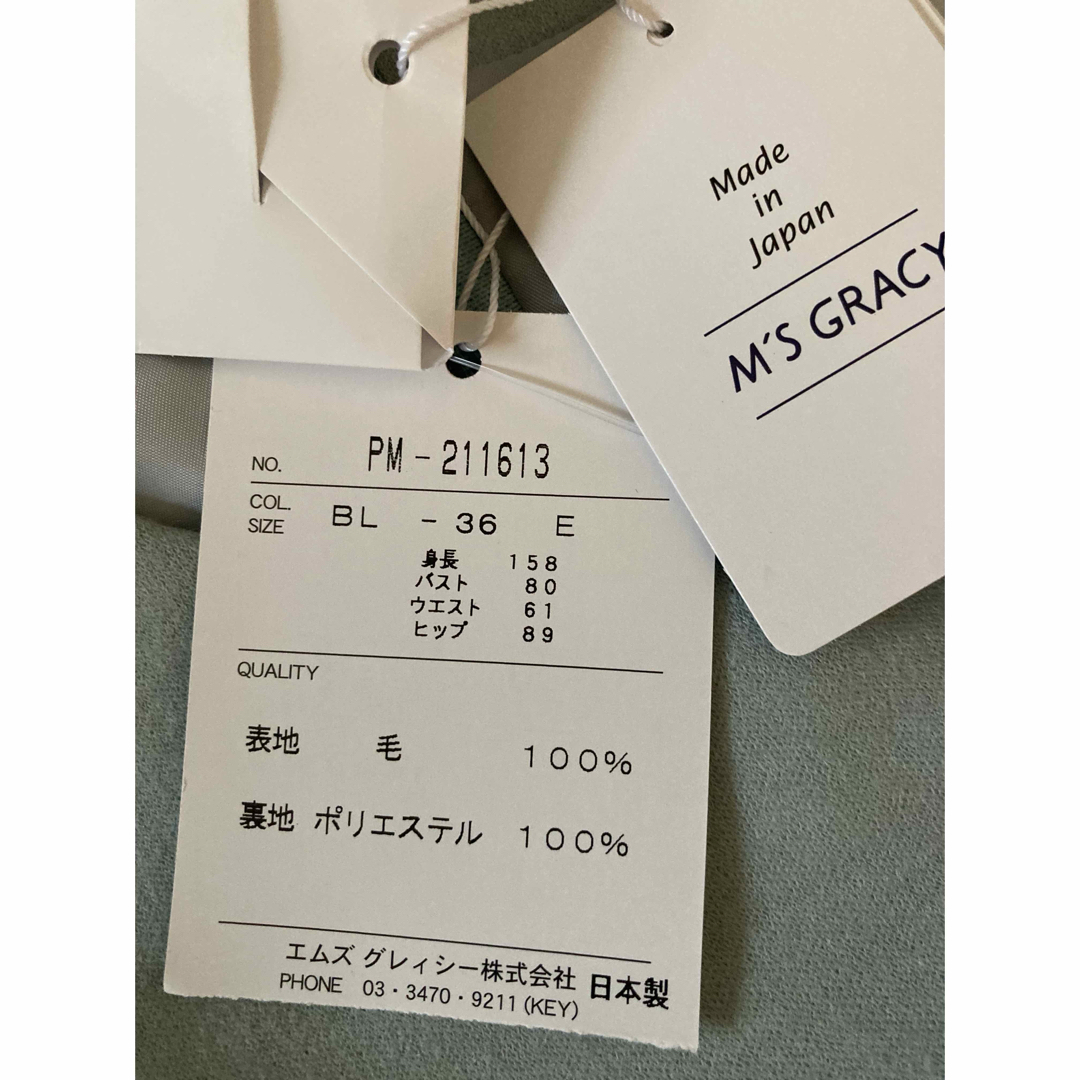 Made
in
Japan
M'S GRACY
NO. PM-211613
COL.
SIZE BL -36 E
身長 158
バスト 80
ウエスト 61
ヒップ 89
QUALITY
表地 毛 100%
裏地 ポリエステル 100%
エムズ グレィシー株式会社 日本製
PHONE 03・3470・9211(KEY)